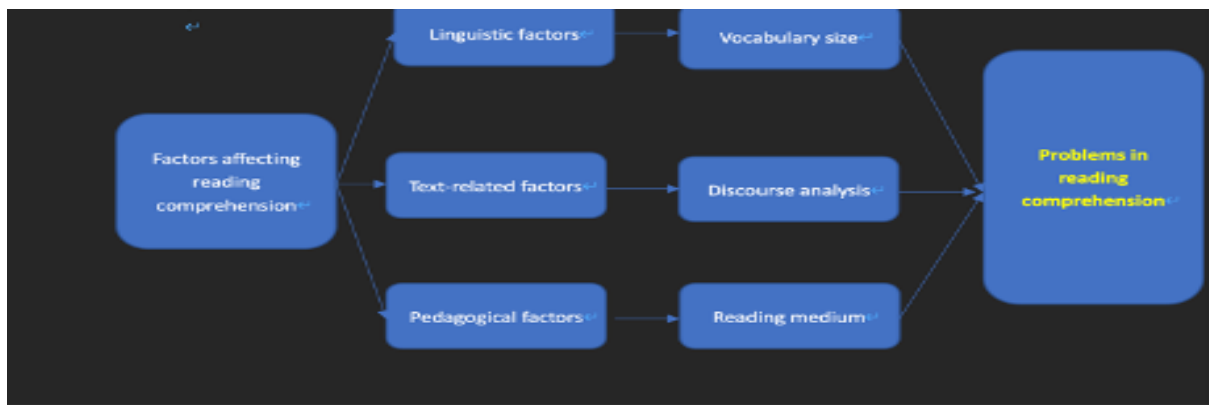 Linguistic factors
Vocabulary size
Factors affecting
reading
comprehension
Text-related factors
Discourse analysis
Problems in
reading
comprehension
Pedagogical factors
Reading medium